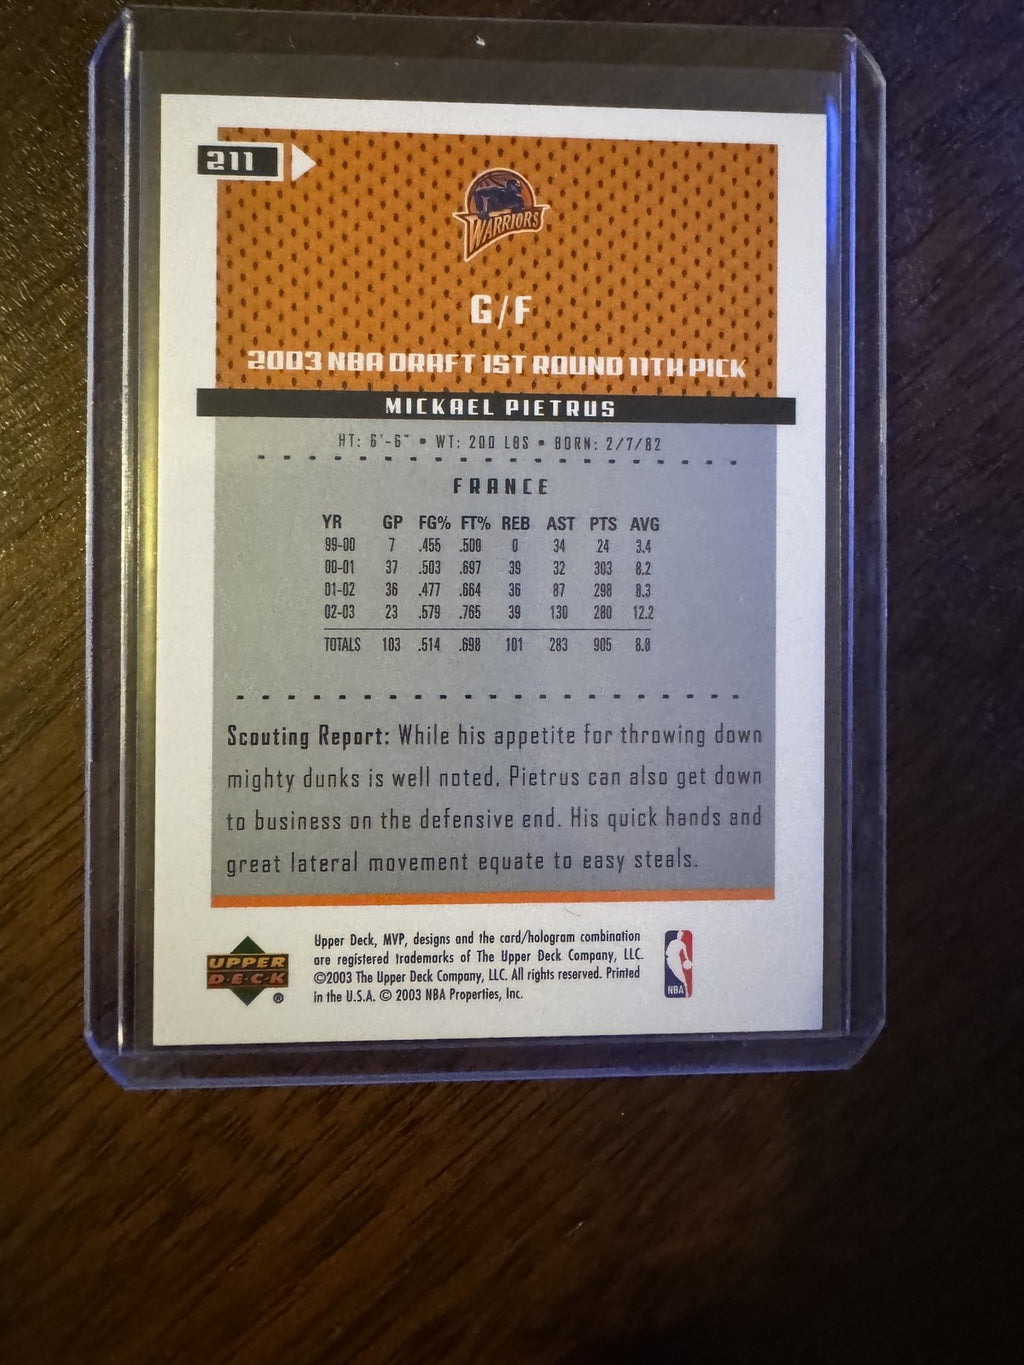 211
WARRIORS
G/F
2003 NBA DRAFT 1ST ROUND 11TH PICK
MICKAEL PIETRUS
HT: 6'-6" • WT: 200 LBS • BORN: 2/7/82
FRANCE
YR GP FG% FT% REB AST PTS AVG
99-00 7 .455 .500 0 34 24 3.4
00-01 37 .503 .697 39 32 303 8.2
01-02 36 .477 .664 36 87 298 8.3
02-03 23 .579 .765 39 130 280 12.2
TOTALS 103 .514 .698 101 283 905 8.8
Scouting Report: While his appetite for throwing down
mighty dunks is well noted, Pietrus can also get down
to business on the defensive end. His quick hands and
great lateral movement equate to easy steals.
UPPER
D•E•C•K
®
Upper Deck, MVP, designs and the card/hologram combination
are registered trademarks of The Upper Deck Company, LLC.
©2003 The Upper Deck Company, LLC. All rights reserved. Printed
in the U.S.A. © 2003 NBA Properties, Inc.
NBA